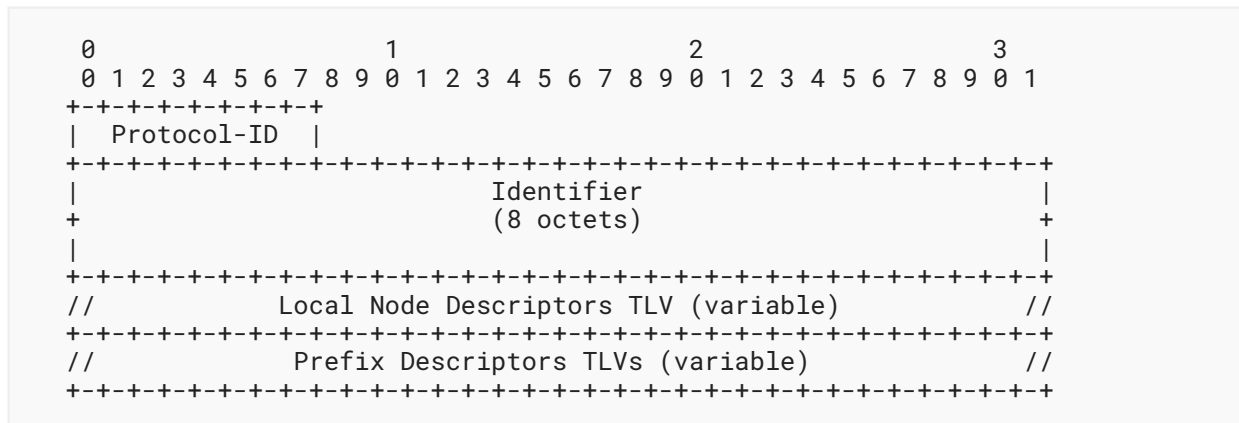 0                   1                   2                   3
 0 1 2 3 4 5 6 7 8 9 0 1 2 3 4 5 6 7 8 9 0 1 2 3 4 5 6 7 8 9 0 1
+-+-+-+-+-+-+-+-+
|  Protocol-ID  |
+-+-+-+-+-+-+-+-+-+-+-+-+-+-+-+-+-+-+-+-+-+-+-+-+-+-+-+-+-+-+-+-+
|                           Identifier                          |
+                           (8 octets)                          +
|                                                               |
+-+-+-+-+-+-+-+-+-+-+-+-+-+-+-+-+-+-+-+-+-+-+-+-+-+-+-+-+-+-+-+-+
//            Local Node Descriptors TLV (variable)            //
+-+-+-+-+-+-+-+-+-+-+-+-+-+-+-+-+-+-+-+-+-+-+-+-+-+-+-+-+-+-+-+-+
//             Prefix Descriptors TLVs (variable)              //
+-+-+-+-+-+-+-+-+-+-+-+-+-+-+-+-+-+-+-+-+-+-+-+-+-+-+-+-+-+-+-+-+